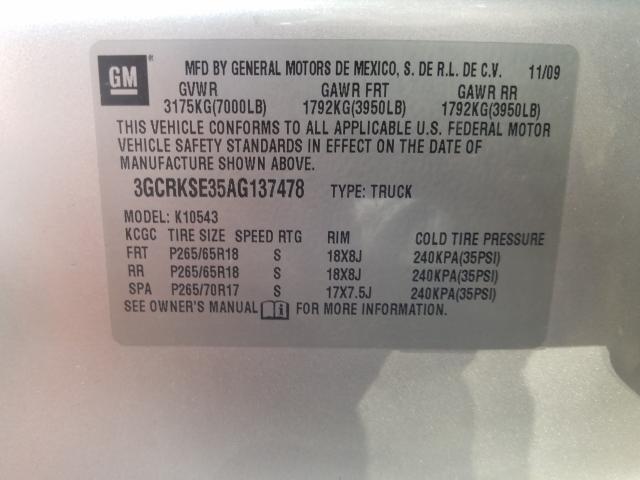 GM ®
MFD BY GENERAL MOTORS DE MEXICO, S. DE R.L. DE C.V. 11/09
GVWR GAWR FRT GAWR RR
3175KG(7000LB) 1792KG(3950LB) 1792KG(3950LB)
THIS VEHICLE CONFORMS TO ALL APPLICABLE U.S. FEDERAL MOTOR
VEHICLE SAFETY STANDARDS IN EFFECT ON THE DATE OF
MANUFACTURE SHOWN ABOVE.
3GCRKSE35AG137478 TYPE: TRUCK
MODEL: K10543
KCGC TIRE SIZE SPEED RTG RIM COLD TIRE PRESSURE
FRT P265/65R18 S 18X8J 240KPA(35PSI)
RR P265/65R18 S 18X8J 240KPA(35PSI)
SPA P265/70R17 S 17X7.5J 240KPA(35PSI)
SEE OWNER'S MANUAL i FOR MORE INFORMATION.